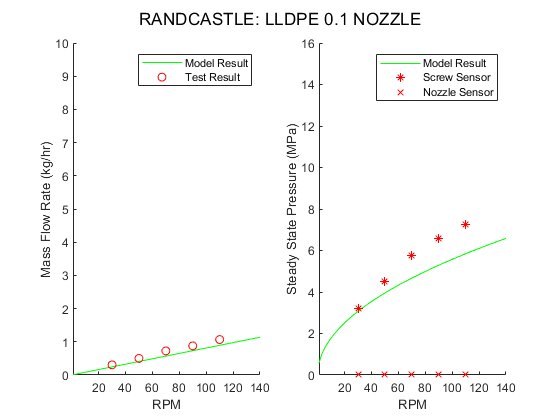 RANDCASTLE: LLDPE 0.1 NOZZLE
10
9
8
7
6
5
4
3
2
1
0
Mass Flow Rate (kg/hr)
Model Result
Test Result
20 40 60 80 100 120 140
RPM
16
14
12
10
8
6
4
2
0
Steady State Pressure (MPa)
Model Result
Screw Sensor
Nozzle Sensor
20 40 60 80 100 120 140
RPM